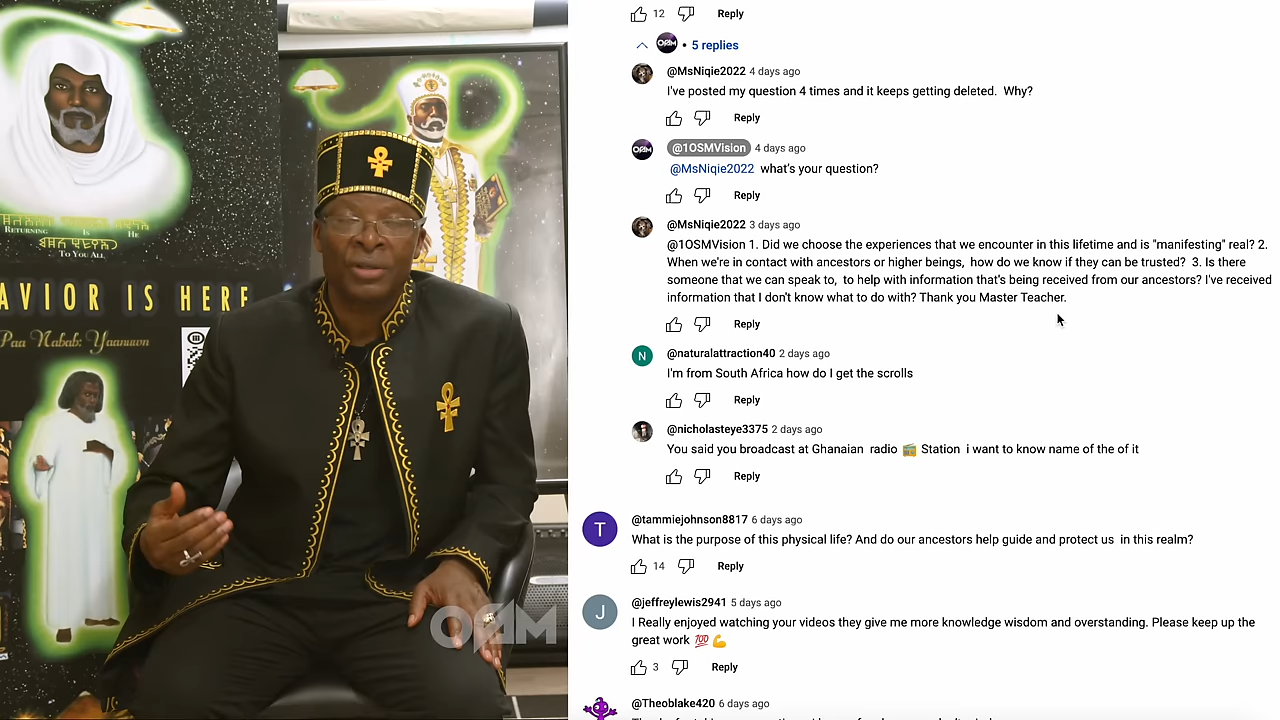 RETURNING IS HE
TO YOU ALL
AVIOR IS HERE
Paa Nabab: Yaanuwn
OSM
12 Reply
OSM • 5 replies
@MsNiqie2022 4 days ago
I've posted my question 4 times and it keeps getting deleted. Why?
Reply
@1OSMVision 4 days ago
@MsNiqie2022 what's your question?
Reply
@MsNiqie2022 3 days ago
@1OSMVision 1. Did we choose the experiences that we encounter in this lifetime and is "manifesting" real? 2.
When we're in contact with ancestors or higher beings, how do we know if they can be trusted? 3. Is there
someone that we can speak to, to help with information that's being received from our ancestors? I've received
information that I don't know what to do with? Thank you Master Teacher.
Reply
N
@naturalattraction40 2 days ago
I'm from South Africa how do I get the scrolls
Reply
@nicholasteye3375 2 days ago
You said you broadcast at Ghanaian radio 📻 Station i want to know name of the of it
Reply
T
@tammiejohnson8817 6 days ago
What is the purpose of this physical life? And do our ancestors help guide and protect us in this realm?
14 Reply
J
@jeffreylewis2941 5 days ago
I Really enjoyed watching your videos they give me more knowledge wisdom and overstanding. Please keep up the
great work 💯 💪
3 Reply
@Theoblake420 6 days ago